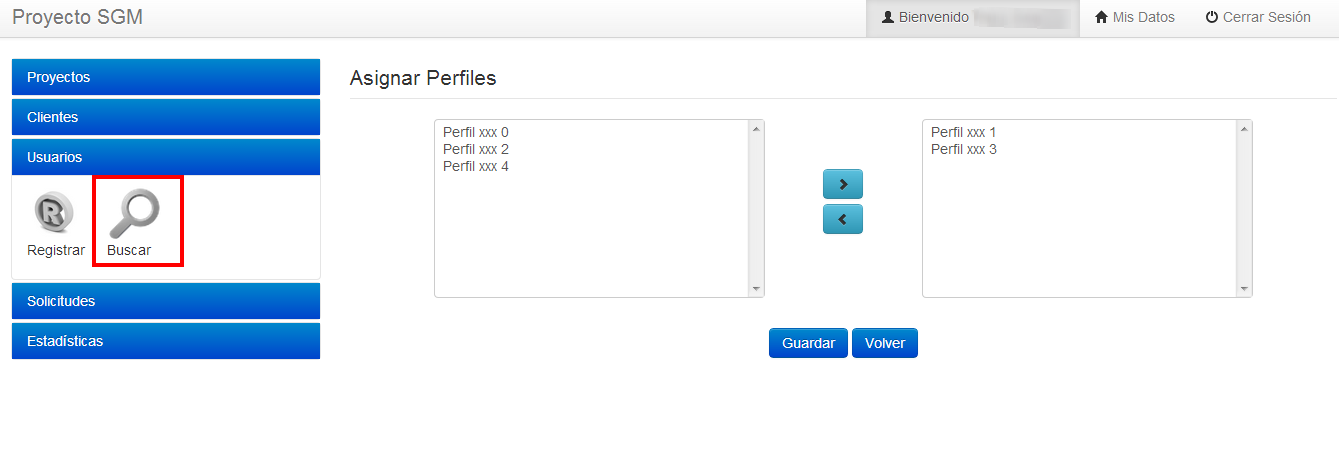 Proyecto SGM
Bienvenido
Mis Datos
Cerrar Sesión
Proyectos
Clientes
Usuarios
Registrar
Buscar
Solicitudes
Estadísticas
Asignar Perfiles
Perfil xxx 0
Perfil xxx 2
Perfil xxx 4
Perfil xxx 1
Perfil xxx 3
Guardar
Volver